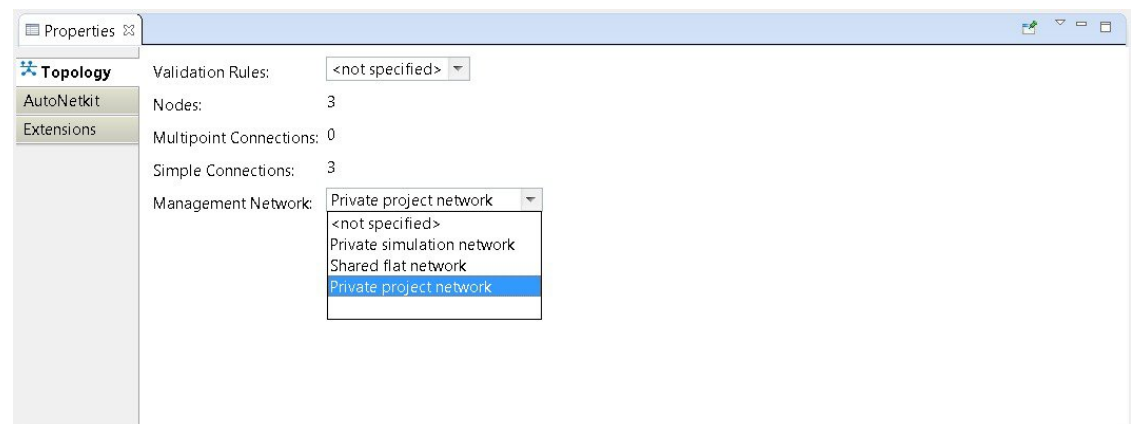 Properties
Topology
AutoNetkit
Extensions
Validation Rules: <not specified>
Nodes: 3
Multipoint Connections: 0
Simple Connections: 3
Management Network: Private project network
<not specified>
Private simulation network
Shared flat network
Private project network